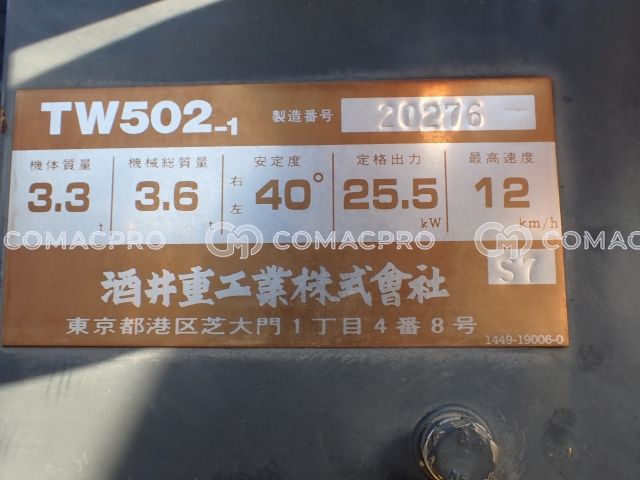 TW502-1 製造番号 20276
機体質量 機械総質量 安定度 定格出力 最高速度
3.3 t 3.6 t 右 左 40° 25.5 kW 12 km/h
COMACPRO COMACPRO COMACPRO
酒井重工業株式會社
東京都港区芝大門1丁目4番8号
1449-19006-0